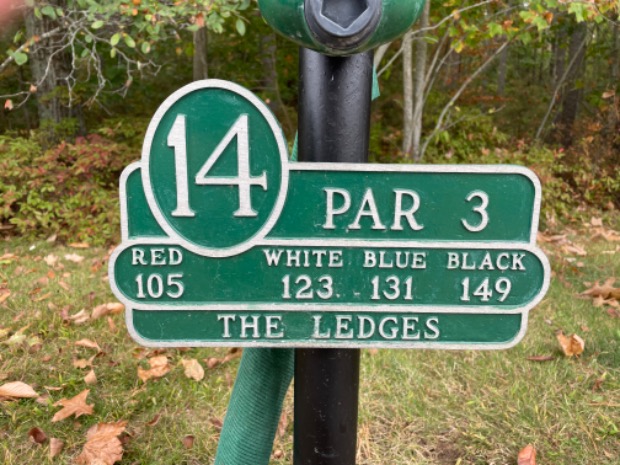 14
PAR 3
RED WHITE BLUE BLACK
105 123 131 149
THE LEDGES